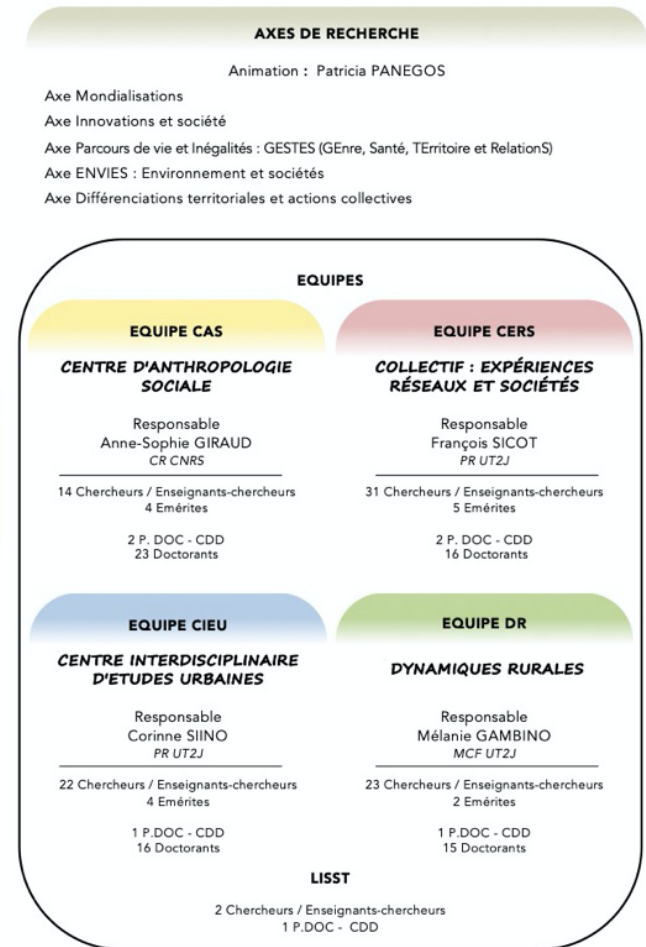 AXES DE RECHERCHE
Animation : Patricia PANEGOS
Axe Mondialisations
Axe Innovations et société
Axe Parcours de vie et Inégalités : GESTES (GEnre, Santé, TErritoire et RelationS)
Axe ENVIES : Environnement et sociétés
Axe Différenciations territoriales et actions collectives
EQUIPES
EQUIPE CAS
CENTRE D'ANTHROPOLOGIE
SOCIALE
Responsable
Anne-Sophie GIRAUD
CR CNRS
14 Chercheurs / Enseignants-chercheurs
4 Emérites
2 P. DOC - CDD
23 Doctorants
EQUIPE CERS
COLLECTIF : EXPÉRIENCES
RÉSEAUX ET SOCIÉTÉS
Responsable
François SICOT
PR UT2J
31 Chercheurs / Enseignants-chercheurs
5 Emérites
2 P. DOC - CDD
16 Doctorants
EQUIPE CIEU
CENTRE INTERDISCIPLINAIRE
D'ETUDES URBAINES
Responsable
Corinne SIINO
PR UT2J
22 Chercheurs / Enseignants-chercheurs
4 Emérites
1 P.DOC - CDD
16 Doctorants
EQUIPE DR
DYNAMIQUES RURALES
Responsable
Mélanie GAMBINO
MCF UT2J
23 Chercheurs / Enseignants-chercheurs
2 Emérites
1 P.DOC - CDD
15 Doctorants
LISST
2 Chercheurs / Enseignants-chercheurs
1 P.DOC - CDD